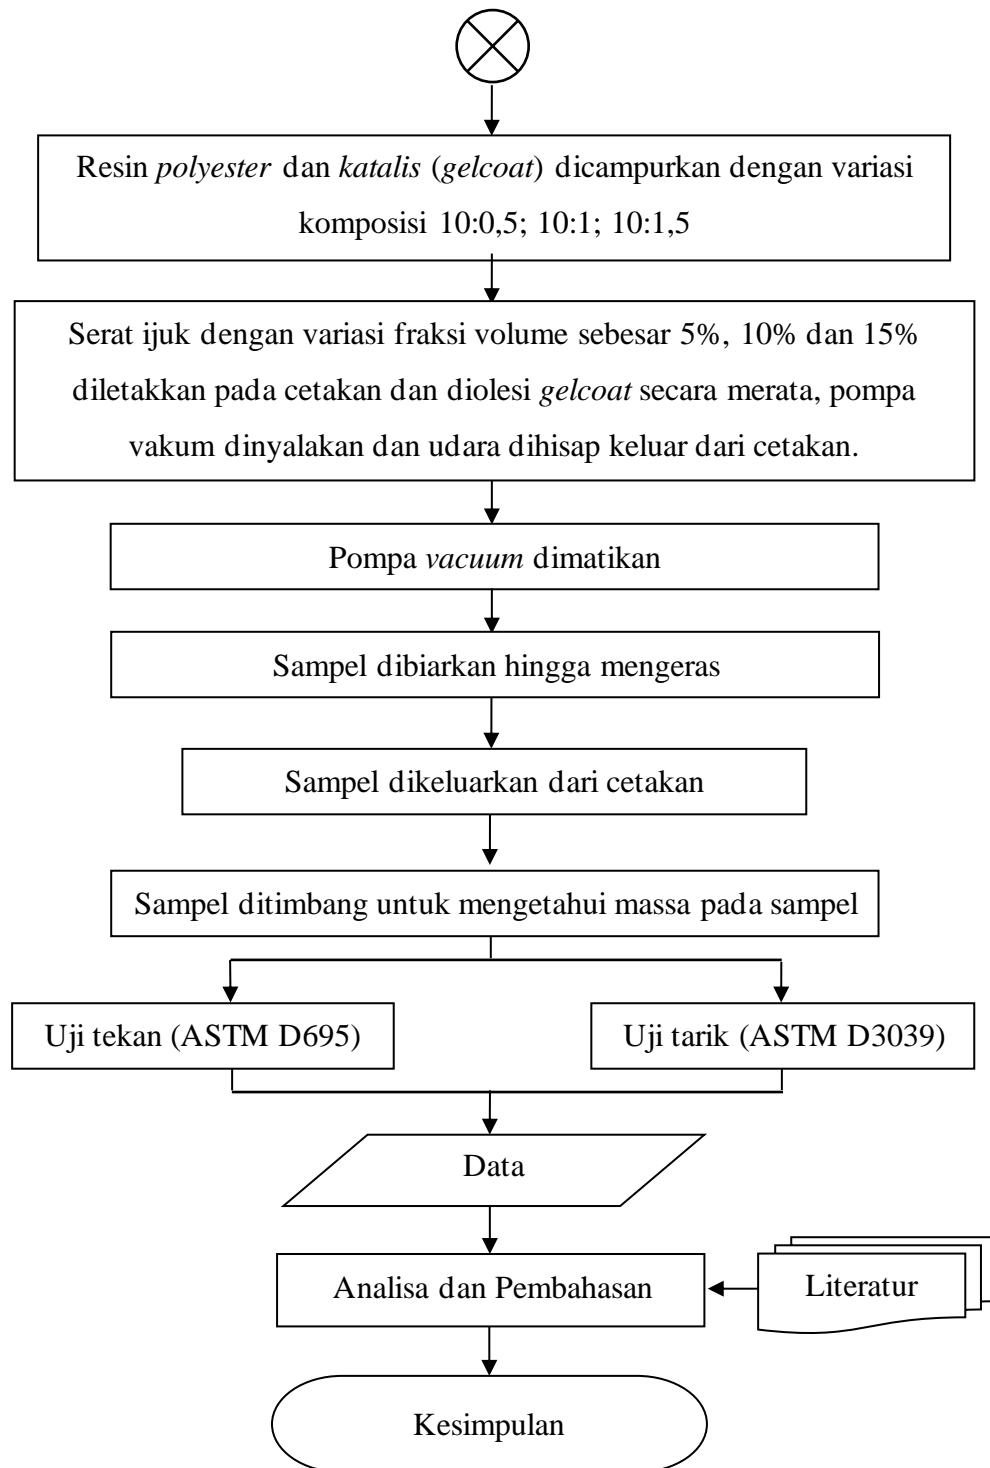 Resin polyester dan katalis (gelcoat) dicampurkan dengan variasi
komposisi 10:0,5; 10:1; 10:1,5
Serat ijuk dengan variasi fraksi volume sebesar 5%, 10% dan 15%
diletakkan pada cetakan dan diolesi gelcoat secara merata, pompa
vakum dinyalakan dan udara dihisap keluar dari cetakan.
Pompa vacuum dimatikan
Sampel dibiarkan hingga mengeras
Sampel dikeluarkan dari cetakan
Sampel ditimbang untuk mengetahui massa pada sampel
Uji tekan (ASTM D695)
Uji tarik (ASTM D3039)
Data
Analisa dan Pembahasan
Literatur
Kesimpulan